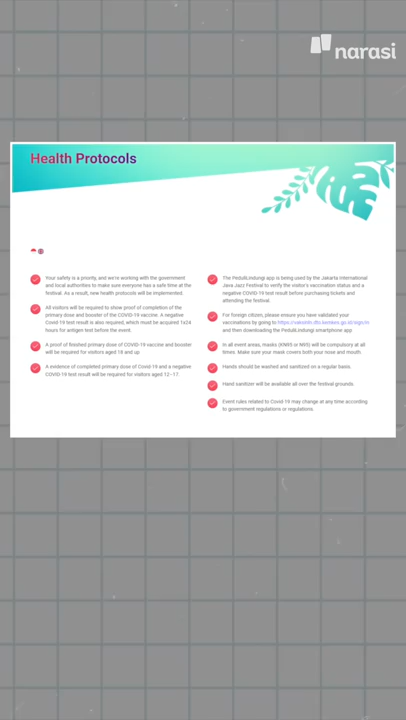 narasi
Health Protocols
Your safety is a priority, and we're working with the government
and local authorities to make sure everyone has a safe time at the
festival. As a result, new health protocols will be implemented.
All visitors will be required to show proof of completion of the
primary dose and booster of the COVID-19 vaccine. A negative
Covid 19 test result is also required, which must be acquired 1x24
hours for antigen test before the event.
A proof of finished primary dose of COVID-19 vaccine and booster
will be required for visitors aged 18 and up.
A evidence of completed primary dose of Covid-19 and a negative
COVID-19 test result will be required for visitors aged 12–17.
The PeduliLindungi app is being used by the Jakarta International
Java Jazz Festival to verify the visitor's vaccination status and a
negative COVID-19 test result before purchasing tickets and
attending the festival.
For foreign citizen, please ensure you have validated your
vaccinations by going to https://vaksinln.dto.kemkes.go.id/sign.in
and then downloading the PeduliLindungi smartphone app
In all event areas, masks (KN95 or N95) will be compulsory at all
times. Make sure your mask covers both your nose and mouth.
Hands should be washed and sanitized on a regular basis.
Hand sanitizer will be available all over the festival grounds.
Event rules related to Covid-19 may change at any time according
to government regulations or regulations.